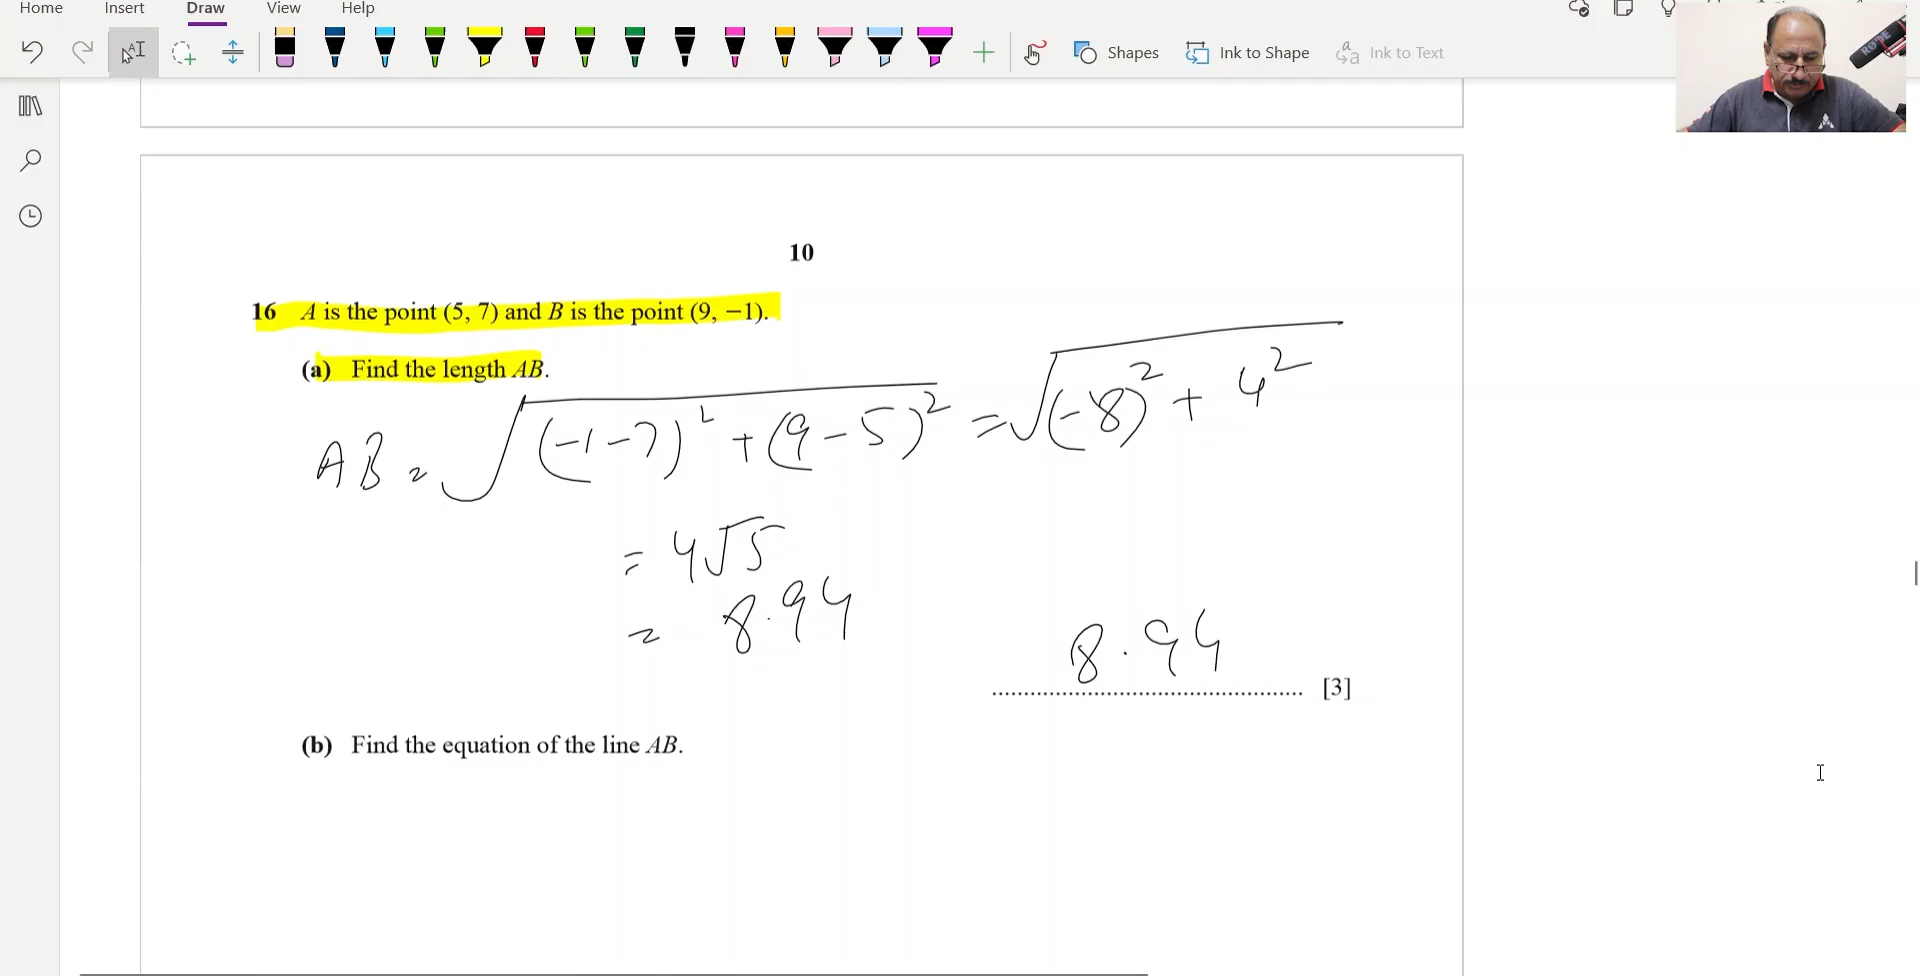 Home Insert Draw View Help
Shapes Ink to Shape Ink to Text
RØDE
10
16 A is the point (5, 7) and B is the point (9, −1).
(a) Find the length AB.
AB = √((-1-7)² + (9-5)²) = √((-8)² + 4²)
= 4√5
= 8.94
8.94
.................................................. [3]
(b) Find the equation of the line AB.